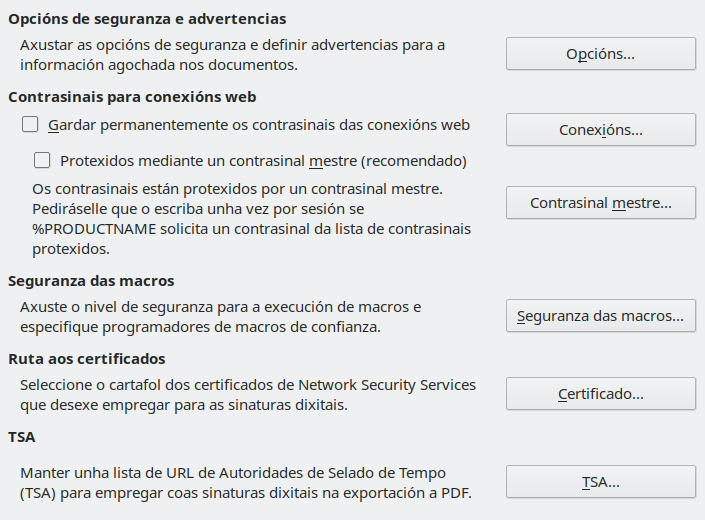 Opcións de seguranza e advertencias
Axustar as opcións de seguranza e definir advertencias para a
información agochada nos documentos.
Opcións...
Contrasinais para conexións web
Gardar permanentemente os contrasinais das conexións web
Conexións...
Protexidos mediante un contrasinal mestre (recomendado)
Os contrasinais están protexidos por un contrasinal mestre.
Pediráselle que o escriba unha vez por sesión se
%PRODUCTNAME solicita un contrasinal da lista de contrasinais
protexidos.
Contrasinal mestre...
Seguranza das macros
Axuste o nivel de seguranza para a execución de macros e
especifique programadores de macros de confianza.
Seguranza das macros...
Ruta aos certificados
Seleccione o cartafol dos certificados de Network Security Services
que desexe empregar para as sinaturas dixitais.
Certificado...
TSA
Manter unha lista de URL de Autoridades de Selado de Tempo
(TSA) para empregar coas sinaturas dixitais na exportación a PDF.
TSA...